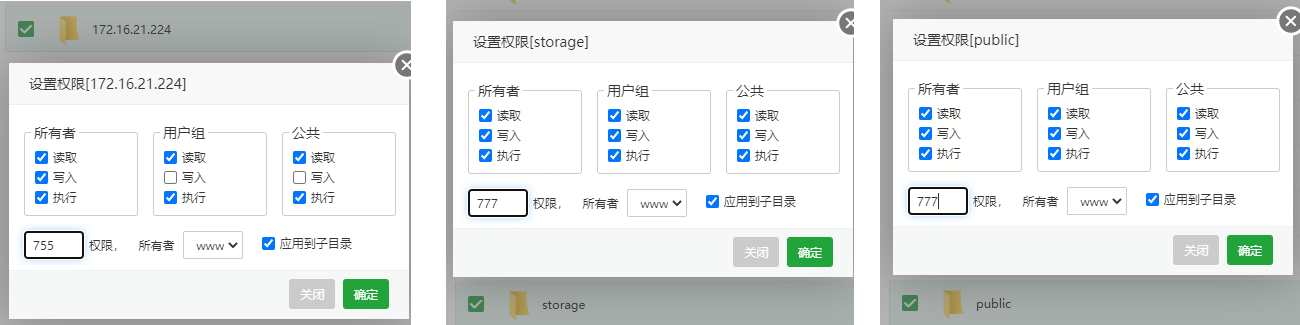 172.16.21.224
设置权限[172.16.21.224]
所有者 用户组 公共
读取 读取 读取
写入 写入 写入
执行 执行 执行
755 权限， 所有者 www 应用到子目录
关闭 确定
设置权限[storage]
所有者 用户组 公共
读取 读取 读取
写入 写入 写入
执行 执行 执行
777 权限， 所有者 www 应用到子目录
关闭 确定
storage
设置权限[public]
所有者 用户组 公共
读取 读取 读取
写入 写入 写入
执行 执行 执行
777 权限， 所有者 www 应用到子目录
关闭 确定
public